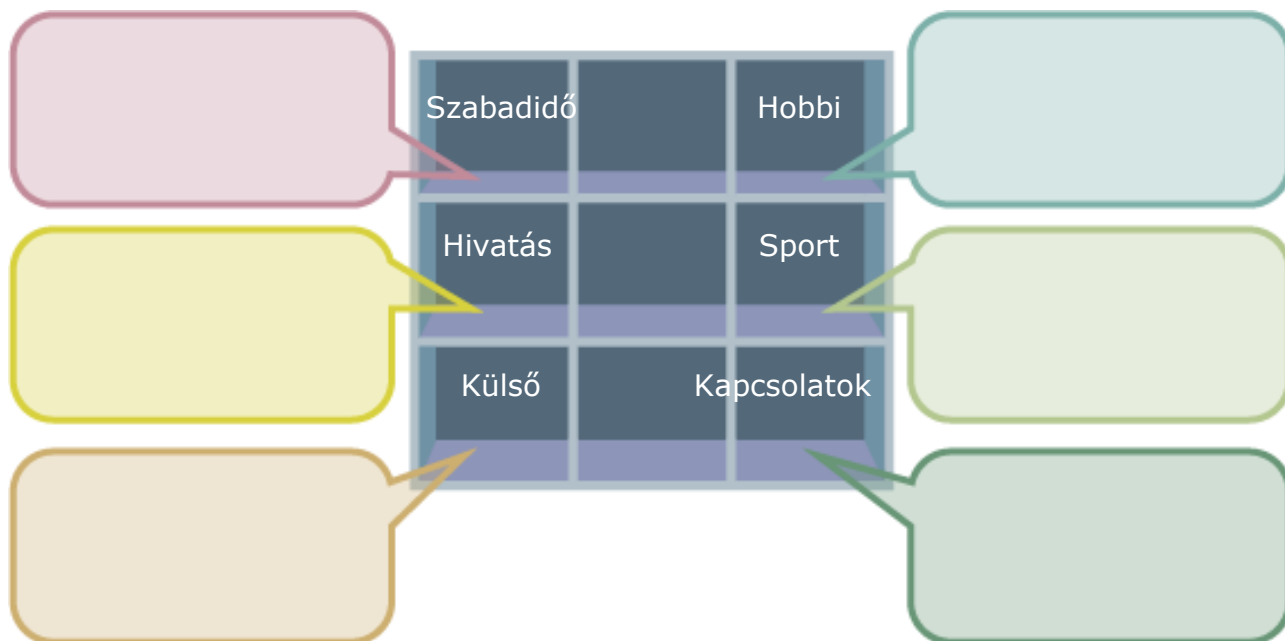 Szabadidő
Hobbi
Hivatás
Sport
Külső
Kapcsolatok